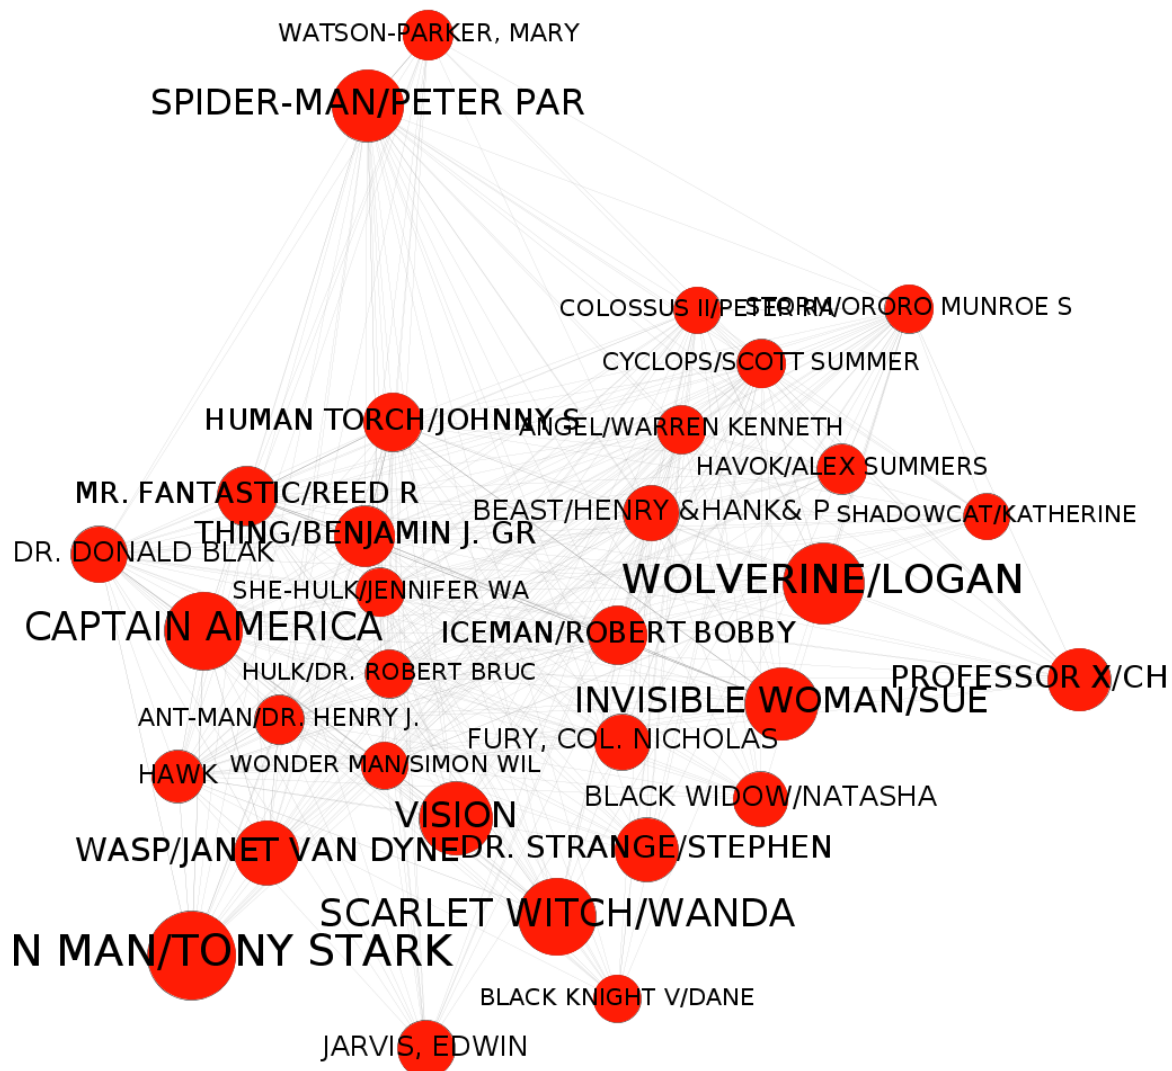 WATSON-PARKER, MARY
SPIDER-MAN/PETER PAR
COLOSSUS II/PETER RA
STORM/ORORO MUNROE S
CYCLOPS/SCOTT SUMMER
HUMAN TORCH/JOHNNY S
ANGEL/WARREN KENNETH
HAVOK/ALEX SUMMERS
MR. FANTASTIC/REED R
BEAST/HENRY &HANK& P
SHADOWCAT/KATHERINE
THING/BENJAMIN J. GR
DR. DONALD BLAK
SHE-HULK/JENNIFER WA
WOLVERINE/LOGAN
CAPTAIN AMERICA
ICEMAN/ROBERT BOBBY
HULK/DR. ROBERT BRUC
PROFESSOR X/CH
INVISIBLE WOMAN/SUE
ANT-MAN/DR. HENRY J.
FURY, COL. NICHOLAS
HAWK
WONDER MAN/SIMON WIL
BLACK WIDOW/NATASHA
VISION
WASP/JANET VAN DYNE
DR. STRANGE/STEPHEN
SCARLET WITCH/WANDA
N MAN/TONY STARK
BLACK KNIGHT V/DANE
JARVIS, EDWIN